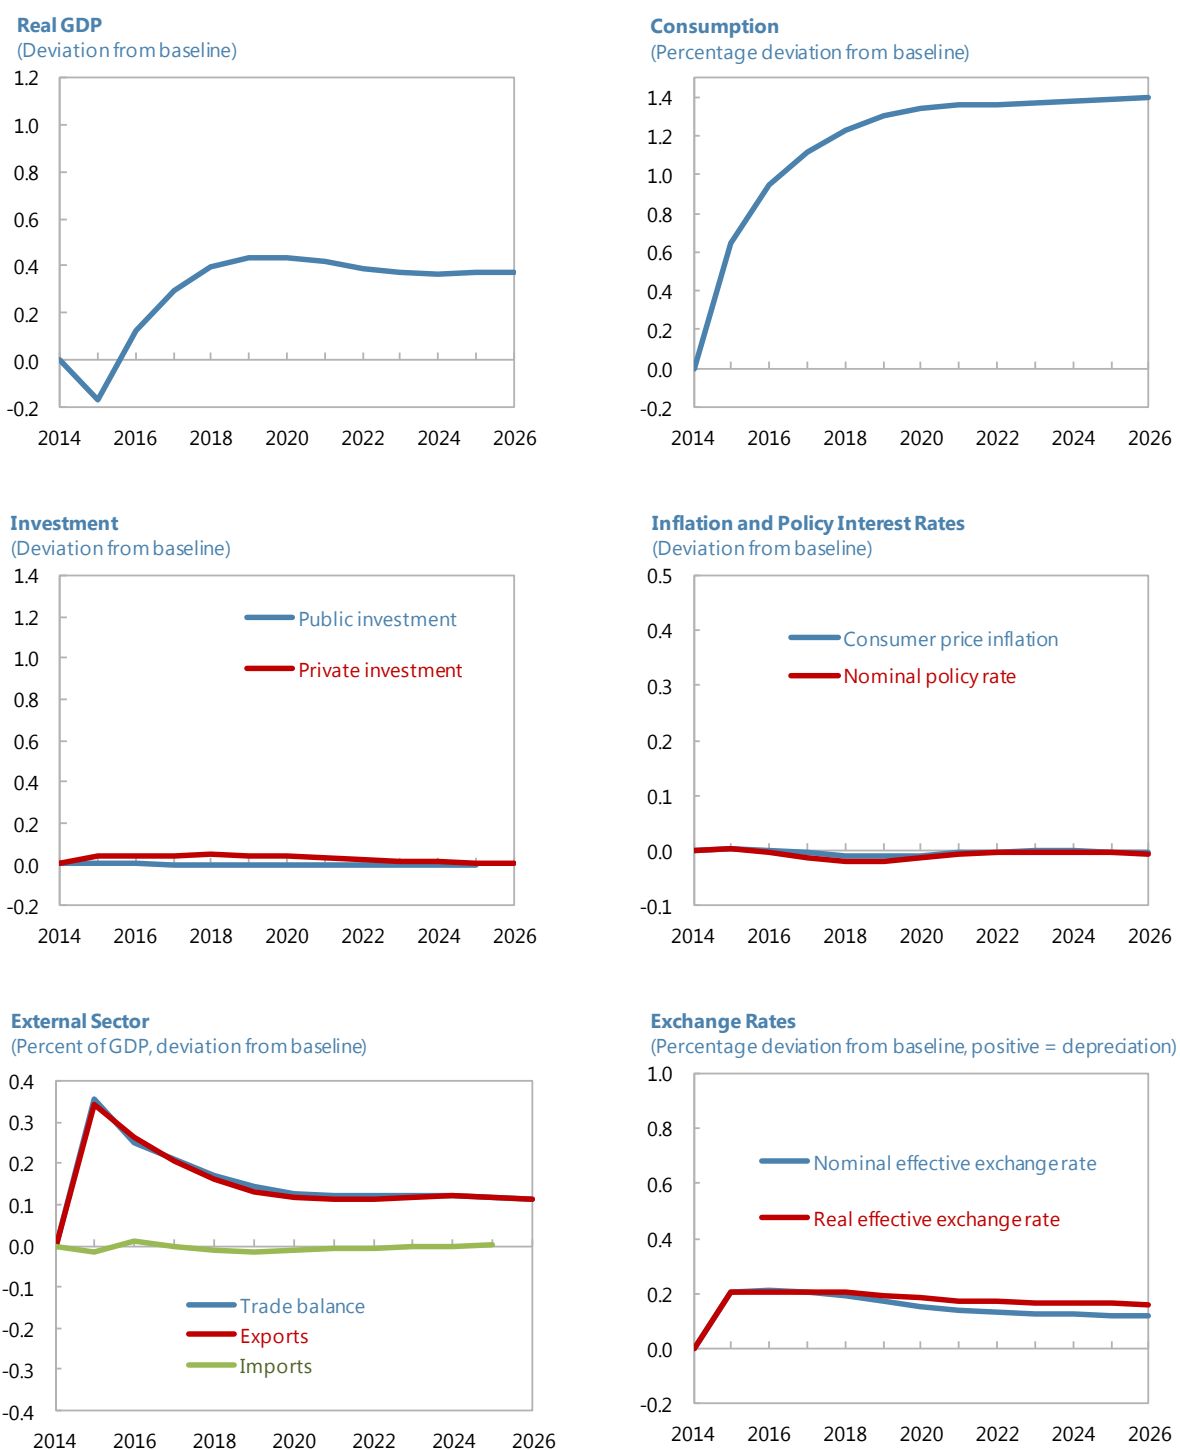 Real GDP
(Deviation from baseline)
1.2
1.0
0.8
0.6
0.4
0.2
0.0
-0.2
2014 2016 2018 2020 2022 2024 2026
Consumption
(Percentage deviation from baseline)
1.4
1.2
1.0
0.8
0.6
0.4
0.2
0.0
-0.2
2014 2016 2018 2020 2022 2024 2026
Investment
(Deviation from baseline)
1.4
1.2
1.0
0.8
0.6
0.4
0.2
0.0
-0.2
Public investment
Private investment
2014 2016 2018 2020 2022 2024 2026
Inflation and Policy Interest Rates
(Deviation from baseline)
0.5
0.4
0.3
0.2
0.1
0.0
-0.1
Consumer price inflation
Nominal policy rate
2014 2016 2018 2020 2022 2024 2026
External Sector
(Percent of GDP, deviation from baseline)
0.4
0.3
0.2
0.1
0.0
-0.1
-0.2
-0.3
-0.4
Trade balance
Exports
Imports
2014 2016 2018 2020 2022 2024 2026
Exchange Rates
(Percentage deviation from baseline, positive = depreciation)
1.0
0.8
0.6
0.4
0.2
0.0
-0.2
Nominal effective exchange rate
Real effective exchange rate
2014 2016 2018 2020 2022 2024 2026